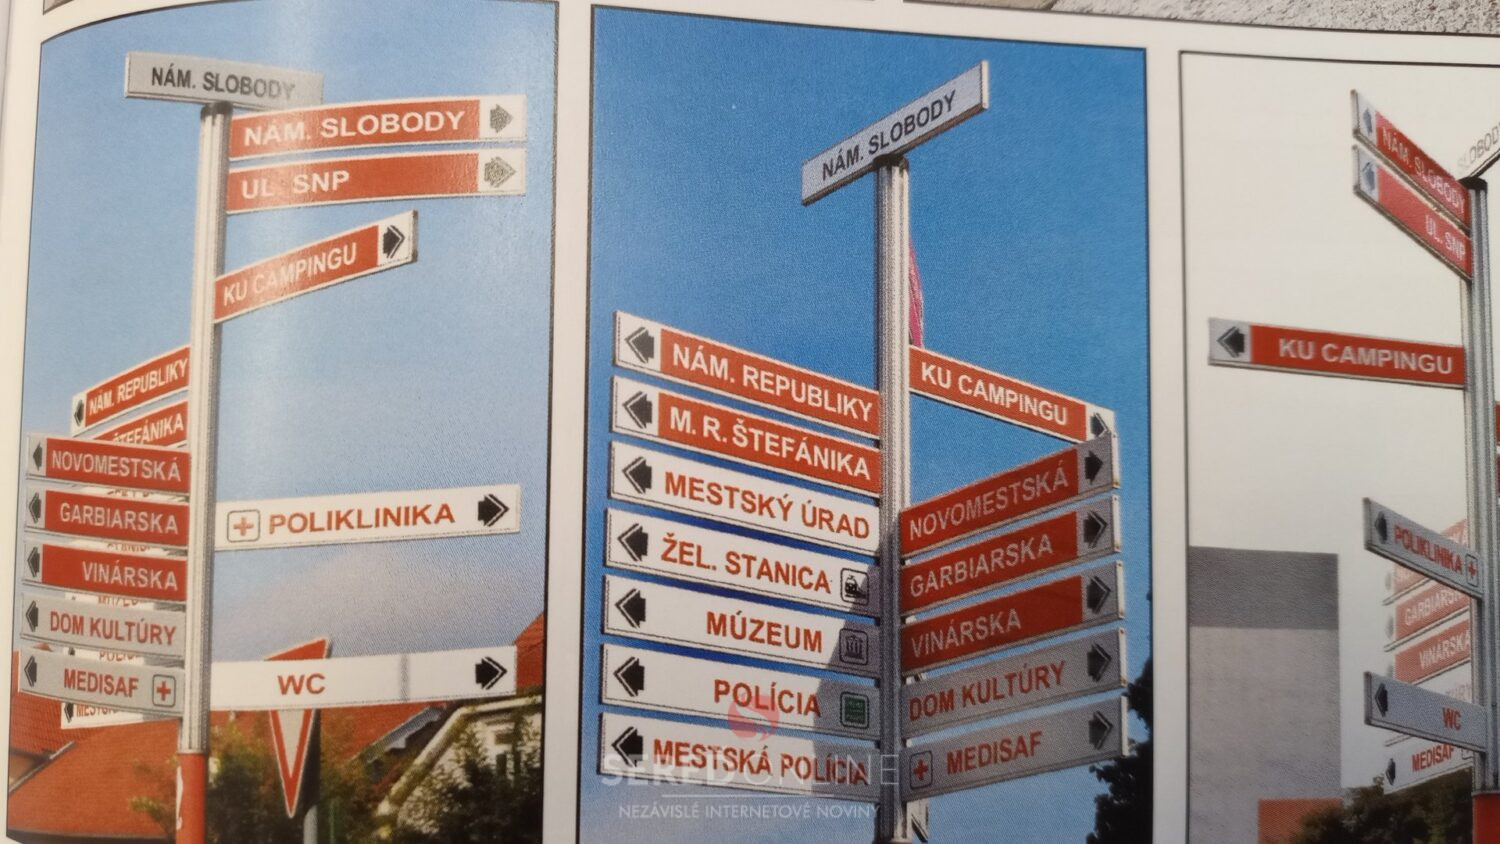 NÁM. SLOBODY
NÁM. SLOBODY
UL. SNP
KU CAMPINGU
NÁM. REPUBLIKY
ŠTEFÁNIKA
NOVOMESTSKÁ
GARBIARSKA
POLIKLINIKA
VINÁRSKA
DOM KULTÚRY
MEDISAF
WC
NÁM. SLOBODY
NÁM. REPUBLIKY
M. R. ŠTEFÁNIKA
MESTSKÝ ÚRAD
ŽEL. STANICA
MÚZEUM
POLÍCIA
MESTSKÁ POLÍCIA
KU CAMPINGU
NOVOMESTSKÁ
GARBIARSKA
VINÁRSKA
DOM KULTÚRY
MEDISAF
NÁM. SLOBODY
SLOBODY
UL. SNP
KU CAMPINGU
POLIKLINIKA
GARBIARSKA
VINÁRSKA
WC
MEDISAF
SEREDONLINE
NEZÁVISLÉ INTERNETOVÉ NOVINY